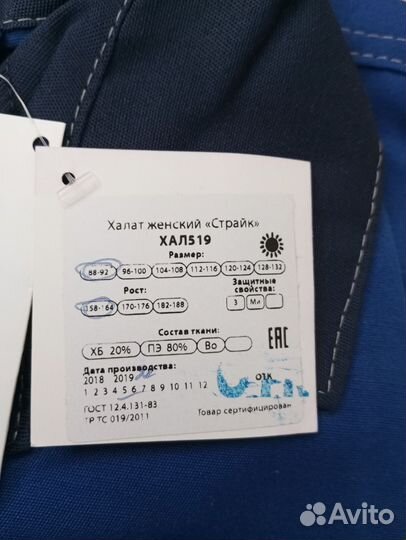 Халат женский «Страйк»
ХАЛ519
Размер:
88-92 96-100 104-108 112-116 120-124 128-132
Рост: Защитные свойства
158-164 170-176 182-188 З Ми
Состав ткани:
ХБ 20% ПЭ 80% Во
EAC
Дата производства:
2018 2019
1 2 3 4 5 6 7 8 9 10 11 12 ОТК
ГОСТ 12.4.131-83 Товар сертифицирован
ТР ТС 019/2011
Avito